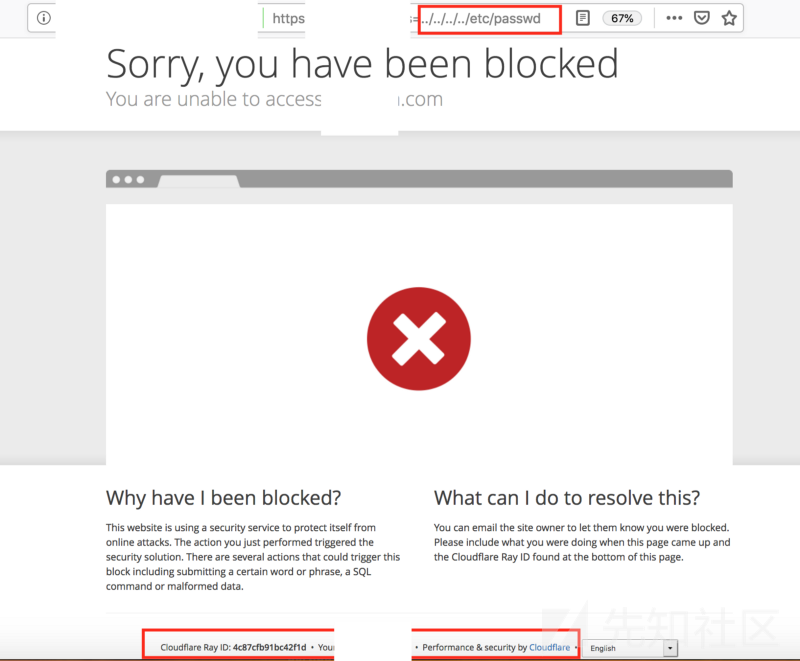 https
s=../../../../etc/passwd
67%
Sorry, you have been blocked
You are unable to access
.com
Why have I been blocked?
This website is using a security service to protect itself from
online attacks. The action you just performed triggered the
security solution. There are several actions that could trigger this
block including submitting a certain word or phrase, a SQL
command or malformed data.
What can I do to resolve this?
You can email the site owner to let them know you were blocked.
Please include what you were doing when this page came up and
the Cloudflare Ray ID found at the bottom of this page.
先知社区
Cloudflare Ray ID: 4c87cfb91bc42f1d • Your
• Performance & security by Cloudflare •
English